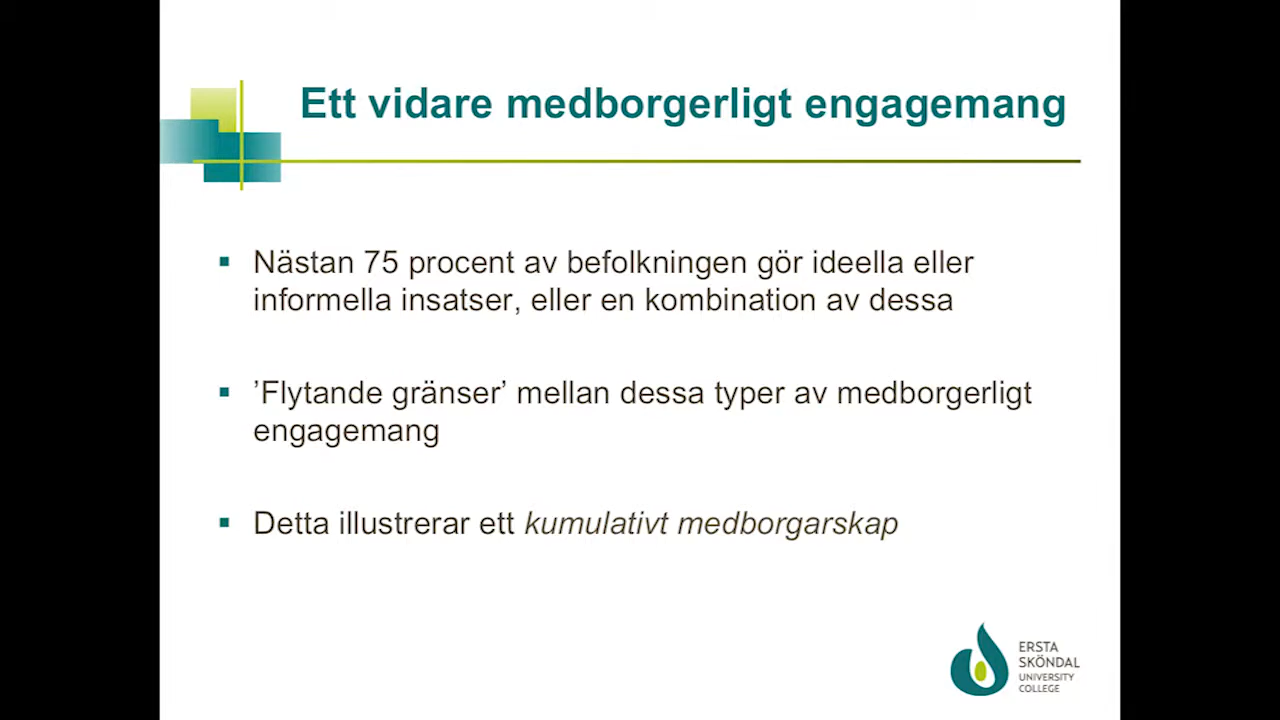 Ett vidare medborgerligt engagemang
Nästan 75 procent av befolkningen gör ideella eller
informella insatser, eller en kombination av dessa
’Flytande gränser’ mellan dessa typer av medborgerligt
engagemang
Detta illustrerar ett kumulativt medborgarskap
ERSTA
SKÖNDAL
UNIVERSITY
COLLEGE